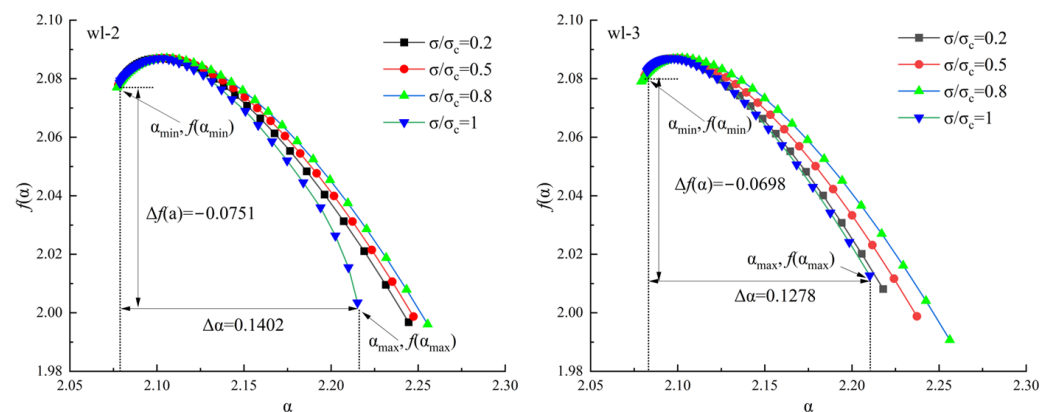 wl-2
σ/σc=0.2
σ/σc=0.5
σ/σc=0.8
σ/σc=1
αmin, f(αmin)
Δf(a)=−0.0751
Δα=0.1402
αmax, f(αmax)
f(α)
2.10
2.08
2.06
2.04
2.02
2.00
1.98
2.05 2.10 2.15 2.20 2.25 2.30
α
wl-3
σ/σc=0.2
σ/σc=0.5
σ/σc=0.8
σ/σc=1
αmin, f(αmin)
Δf(α)=−0.0698
αmax, f(αmax)
Δα=0.1278
f(α)
2.10
2.08
2.06
2.04
2.02
2.00
1.98
2.05 2.10 2.15 2.20 2.25 2.30
α